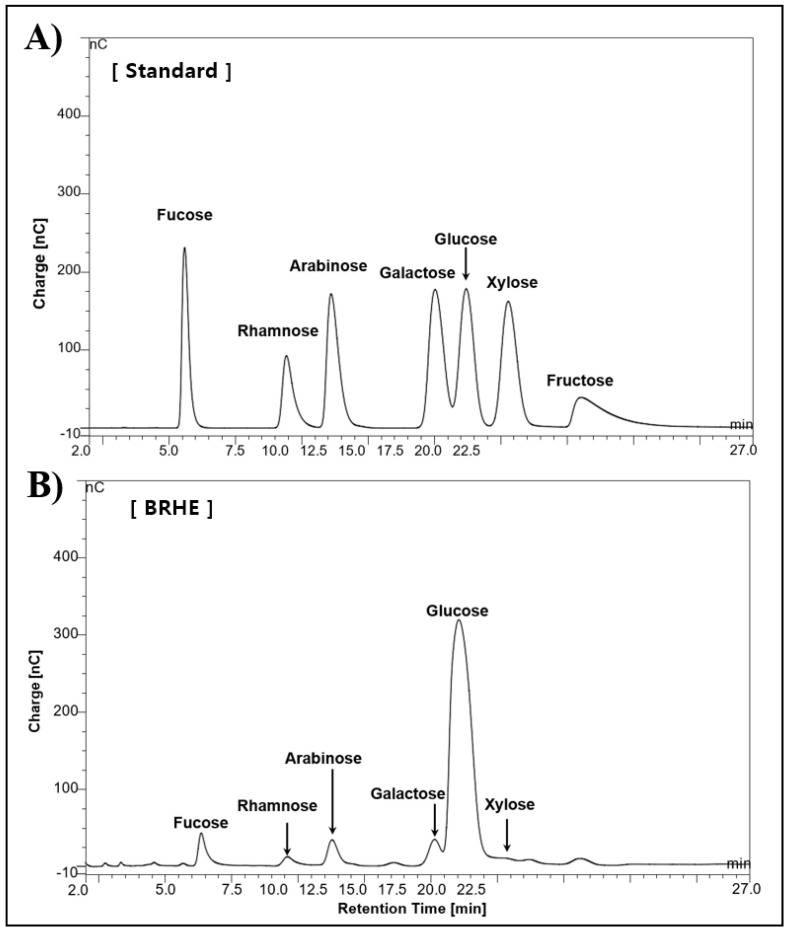 A)
nC
[ Standard ]
400
300
200
100
-10
Charge [nC]
Fucose
Rhamnose
Arabinose
Galactose
Glucose
Xylose
Fructose
min
2.0 5.0 7.5 10.0 12.5 15.0 17.5 20.0 22.5 27.0
B)
nC
[ BRHE ]
400
300
200
100
-10
Charge [nC]
Fucose
Rhamnose
Arabinose
Galactose
Glucose
Xylose
min
2.0 5.0 7.5 10.0 12.5 15.0 17.5 20.0 22.5 27.0
Retention Time [min]